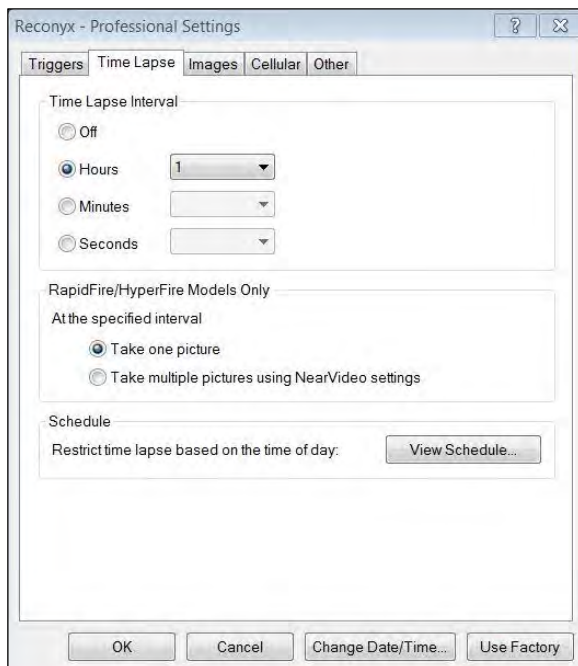 Reconyx - Professional Settings
Triggers Time Lapse Images Cellular Other
Time Lapse Interval
Off
Hours 1
Minutes
Seconds
RapidFire/HyperFire Models Only
At the specified interval
Take one picture
Take multiple pictures using NearVideo settings
Schedule
Restrict time lapse based on the time of day: View Schedule...
OK Cancel Change Date/Time... Use Factory